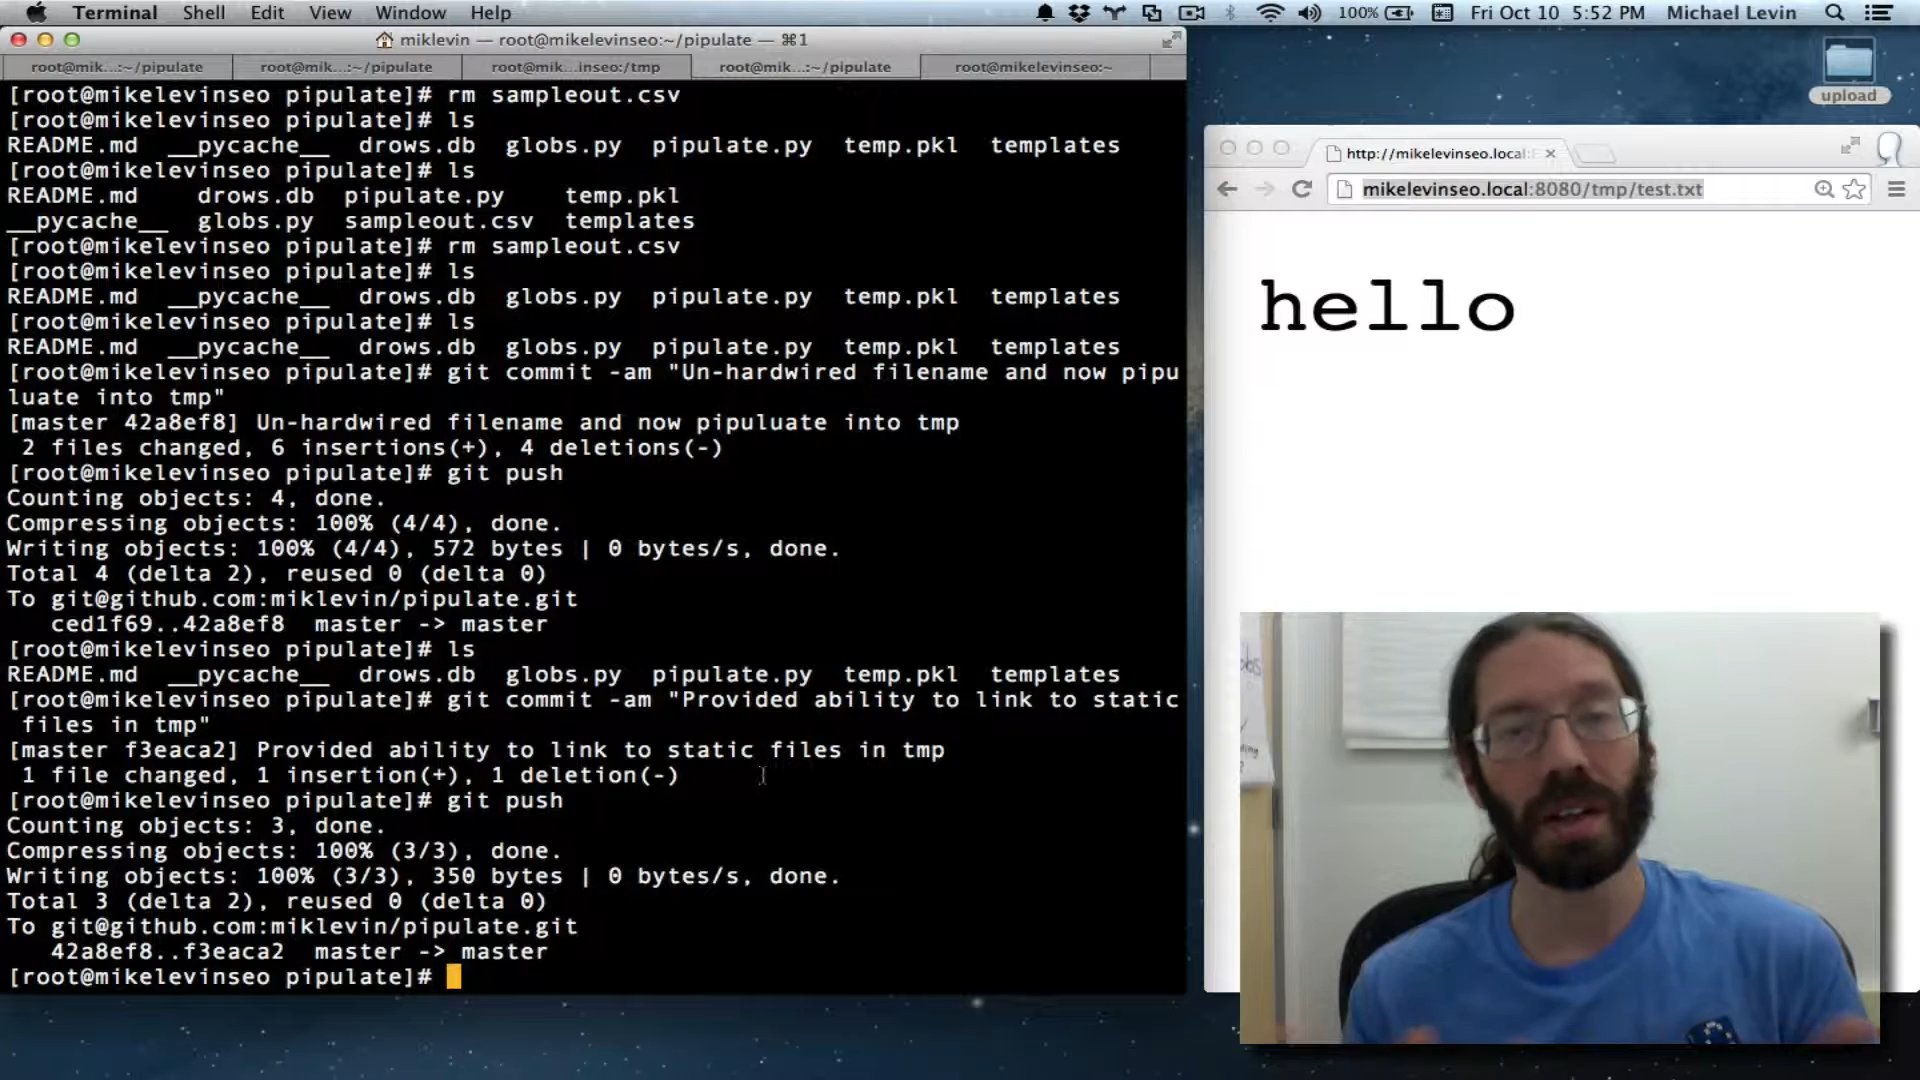 Terminal Shell Edit View Window Help 100% Fri Oct 10 5:52 PM Michael Levin
miklevin — root@mikelevinseo:~/pipulate — ⌘1
root@mik...:~/pipulate root@mik...:~/pipulate root@mik...inseo:/tmp root@mik...:~/pipulate root@mikelevinseo:~
[root@mikelevinseo pipulate]# rm sampleout.csv
[root@mikelevinseo pipulate]# ls
README.md __pycache__ drows.db globs.py pipulate.py temp.pkl templates
[root@mikelevinseo pipulate]# ls
README.md drows.db pipulate.py temp.pkl
__pycache__ globs.py sampleout.csv templates
[root@mikelevinseo pipulate]# rm sampleout.csv
[root@mikelevinseo pipulate]# ls
README.md __pycache__ drows.db globs.py pipulate.py temp.pkl templates
[root@mikelevinseo pipulate]# ls
README.md __pycache__ drows.db globs.py pipulate.py temp.pkl templates
[root@mikelevinseo pipulate]# git commit -am "Un-hardwired filename and now pipu
luate into tmp"
[master 42a8ef8] Un-hardwired filename and now pipuluate into tmp
2 files changed, 6 insertions(+), 4 deletions(-)
[root@mikelevinseo pipulate]# git push
Counting objects: 4, done.
Compressing objects: 100% (4/4), done.
Writing objects: 100% (4/4), 572 bytes | 0 bytes/s, done.
Total 4 (delta 2), reused 0 (delta 0)
To git@github.com:miklevin/pipulate.git
ced1f69..42a8ef8 master -> master
[root@mikelevinseo pipulate]# ls
README.md __pycache__ drows.db globs.py pipulate.py temp.pkl templates
[root@mikelevinseo pipulate]# git commit -am "Provided ability to link to static
files in tmp"
[master f3eaca2] Provided ability to link to static files in tmp
1 file changed, 1 insertion(+), 1 deletion(-)
[root@mikelevinseo pipulate]# git push
Counting objects: 3, done.
Compressing objects: 100% (3/3), done.
Writing objects: 100% (3/3), 350 bytes | 0 bytes/s, done.
Total 3 (delta 2), reused 0 (delta 0)
To git@github.com:miklevin/pipulate.git
42a8ef8..f3eaca2 master -> master
[root@mikelevinseo pipulate]#
upload
http://mikelevinseo.local:
mikelevinseo.local:8080/tmp/test.txt
hello